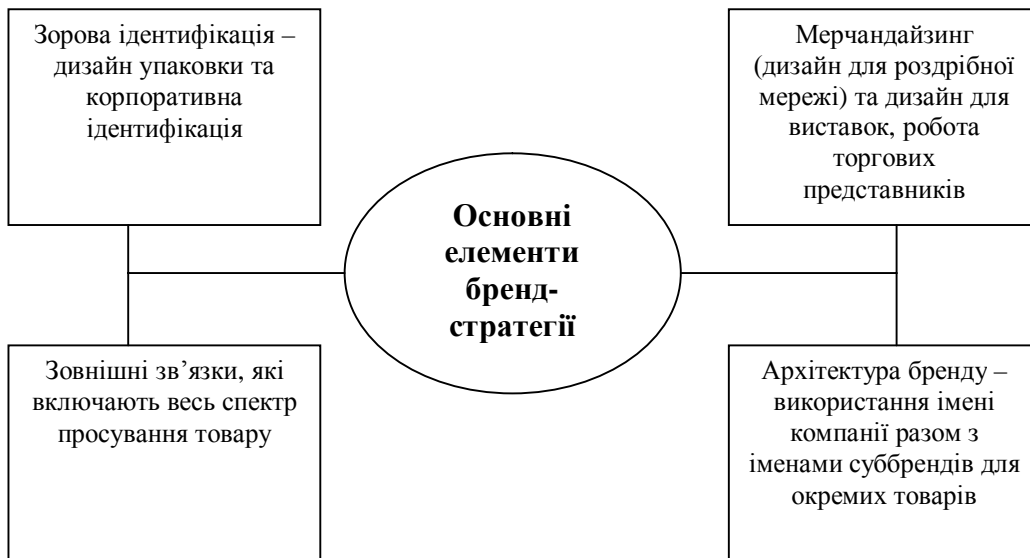 Зорова ідентифікація –
дизайн упаковки та
корпоративна
ідентифікація
Мерчандайзинг
(дизайн для роздрібної
мережі) та дизайн для
виставок, робота
торгових
представників
Основні
елементи
бренд-
стратегії
Зовнішні зв’язки, які
включають весь спектр
просування товару
Архітектура бренду –
використання імені
компанії разом з
іменами суббрендів для
окремих товарів